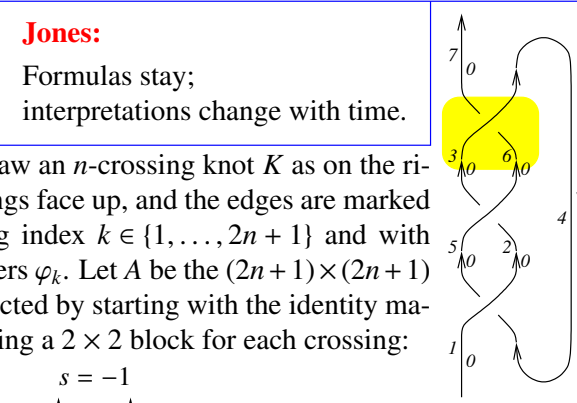 Jones:
Formulas stay;
interpretations change with time.
aw an n-crossing knot K as on the ri-
ngs face up, and the edges are marked
g index k ∈ {1, . . . , 2n + 1} and with
ers φₖ. Let A be the (2n+1)×(2n+1)
cted by starting with the identity ma-
ing a 2 × 2 block for each crossing:
s = −1
7 0
3 0 6 0
4
5 0 2 0
1 0